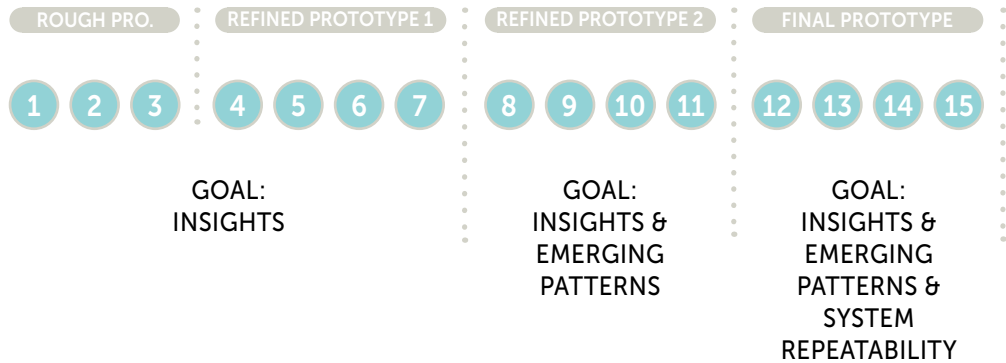 ROUGH PRO.
REFINED PROTOTYPE 1
REFINED PROTOTYPE 2
FINAL PROTOTYPE
1 2 3 4 5 6 7 8 9 10 11 12 13 14 15
GOAL:
INSIGHTS
GOAL:
INSIGHTS &
EMERGING
PATTERNS
GOAL:
INSIGHTS &
EMERGING
PATTERNS &
SYSTEM
REPEATABILITY